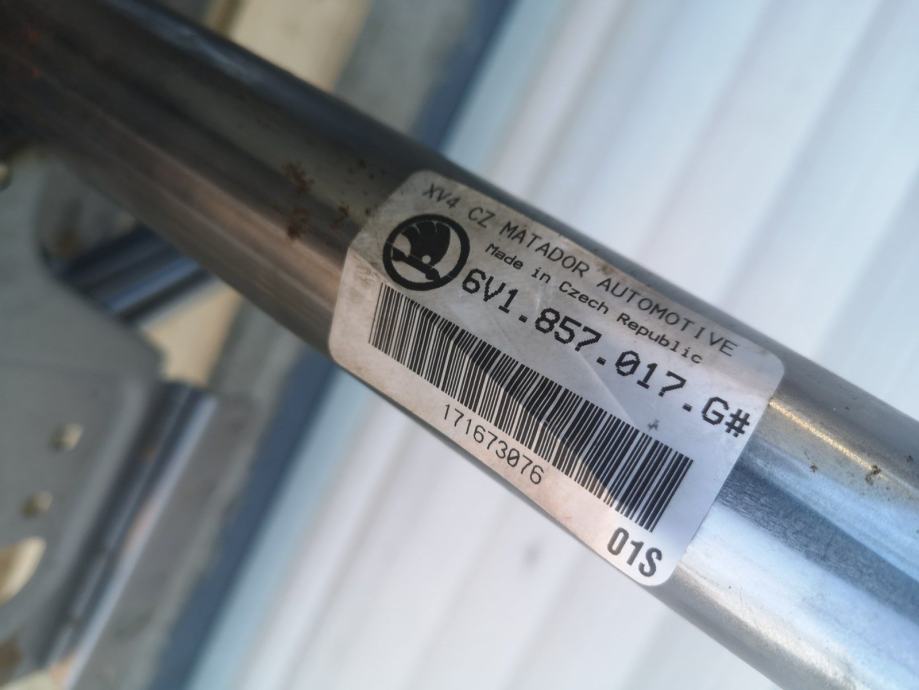 XV4 CZ MATADOR AUTOMOTIVE
Made in Czech Republic
6V1.857.017.G#
171673076
01S